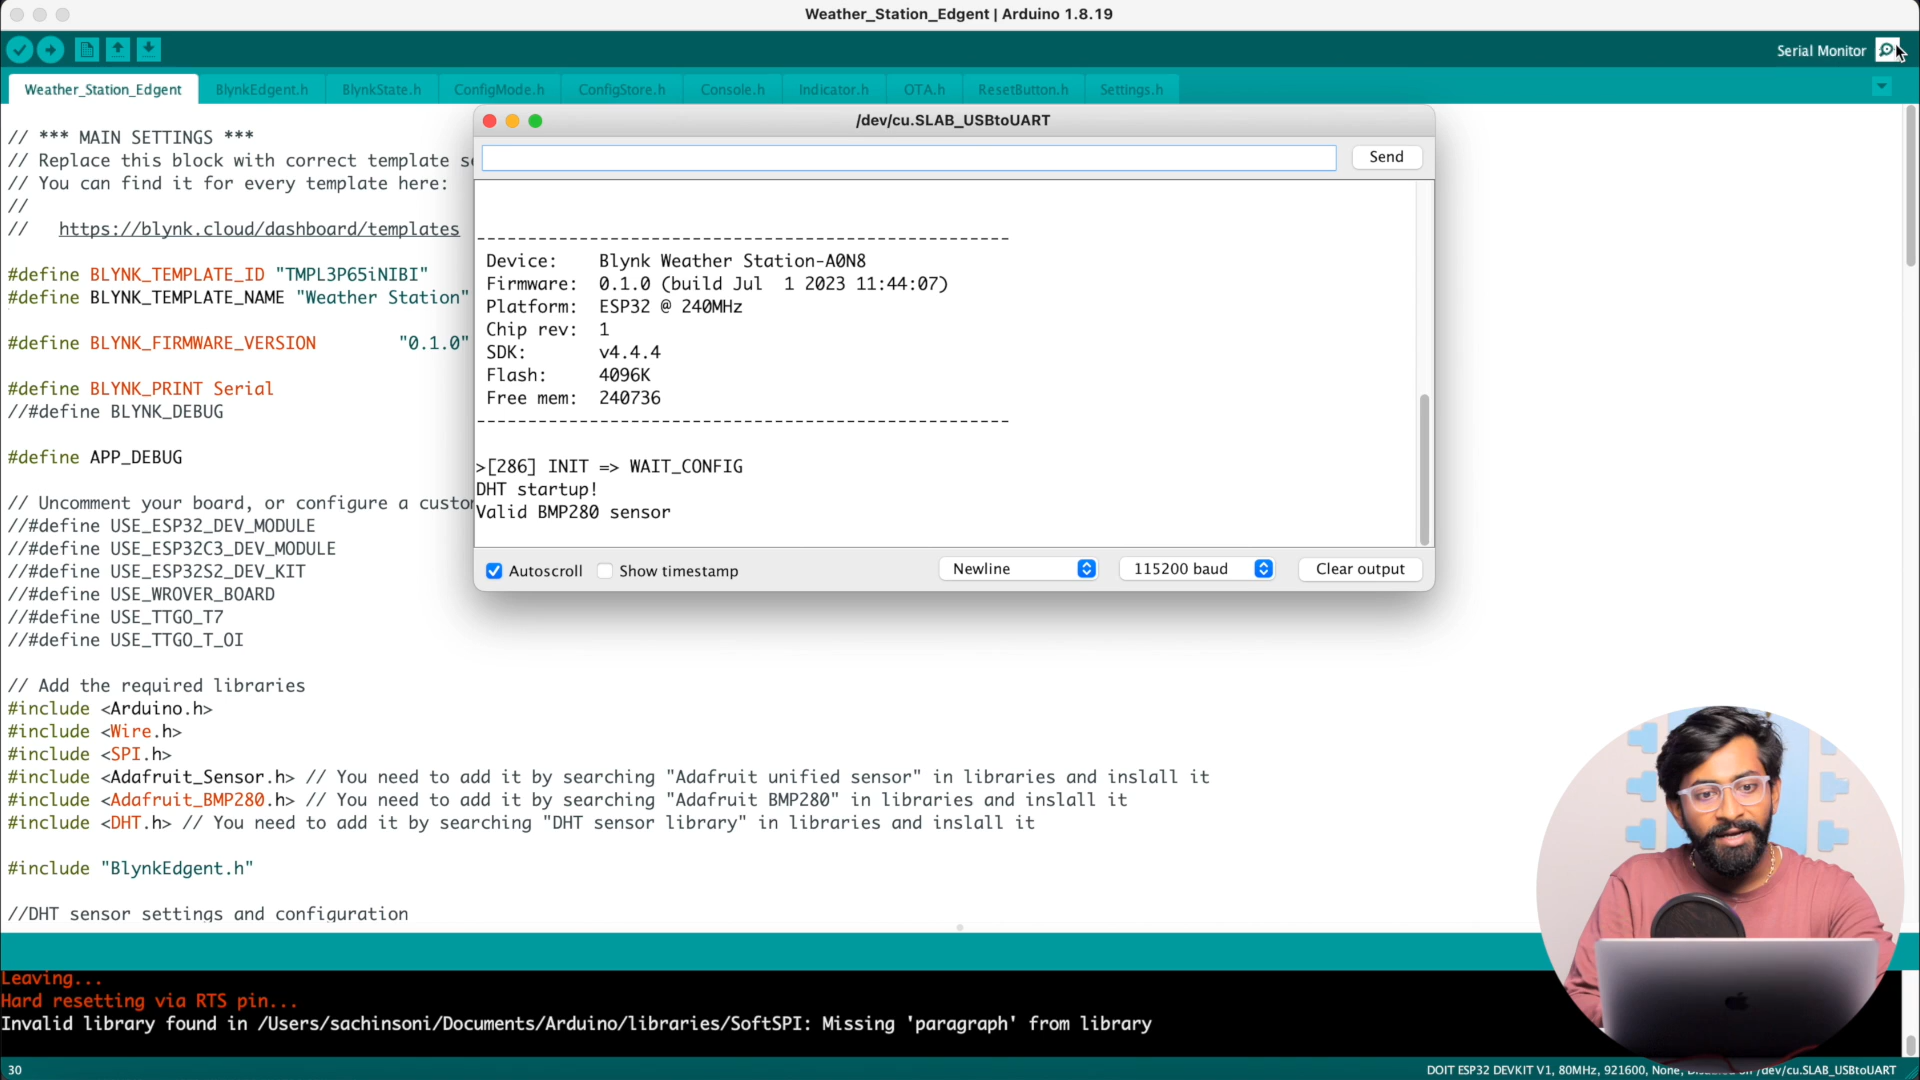 Weather_Station_Edgent | Arduino 1.8.19
Serial Monitor
Weather_Station_Edgent
BlynkEdgent.h
BlynkState.h
ConfigMode.h
ConfigStore.h
Console.h
Indicator.h
OTA.h
ResetButton.h
Settings.h
// *** MAIN SETTINGS ***
// Replace this block with correct template
// You can find it for every template here:
//
// https://blynk.cloud/dashboard/templates
#define BLYNK_TEMPLATE_ID "TMPL3P65iNIBI"
#define BLYNK_TEMPLATE_NAME "Weather Station"
#define BLYNK_FIRMWARE_VERSION "0.1.0"
#define BLYNK_PRINT Serial
//#define BLYNK_DEBUG
#define APP_DEBUG
// Uncomment your board, or configure a custo
//#define USE_ESP32_DEV_MODULE
//#define USE_ESP32C3_DEV_MODULE
//#define USE_ESP32S2_DEV_KIT
//#define USE_WROVER_BOARD
//#define USE_TTGO_T7
//#define USE_TTGO_T_OI
// Add the required libraries
#include <Arduino.h>
#include <Wire.h>
#include <SPI.h>
#include <Adafruit_Sensor.h> // You need to add it by searching "Adafruit unified sensor" in libraries and inslall it
#include <Adafruit_BMP280.h> // You need to add it by searching "Adafruit BMP280" in libraries and inslall it
#include <DHT.h> // You need to add it by searching "DHT sensor library" in libraries and inslall it
#include "BlynkEdgent.h"
//DHT sensor settings and configuration
/dev/cu.SLAB_USBtoUART
Send
----------------------------------------------------
Device: Blynk Weather Station-A0N8
Firmware: 0.1.0 (build Jul 1 2023 11:44:07)
Platform: ESP32 @ 240MHz
Chip rev: 1
SDK: v4.4.4
Flash: 4096K
Free mem: 240736
----------------------------------------------------
>[286] INIT => WAIT_CONFIG
DHT startup!
Valid BMP280 sensor
Autoscroll
Show timestamp
Newline
115200 baud
Clear output
Leaving...
Hard resetting via RTS pin...
Invalid library found in /Users/sachinsoni/Documents/Arduino/libraries/SoftSPI: Missing 'paragraph' from library
30
DOIT ESP32 DEVKIT V1, 80MHz, 921600, None, on /dev/cu.SLAB_USBtoUART